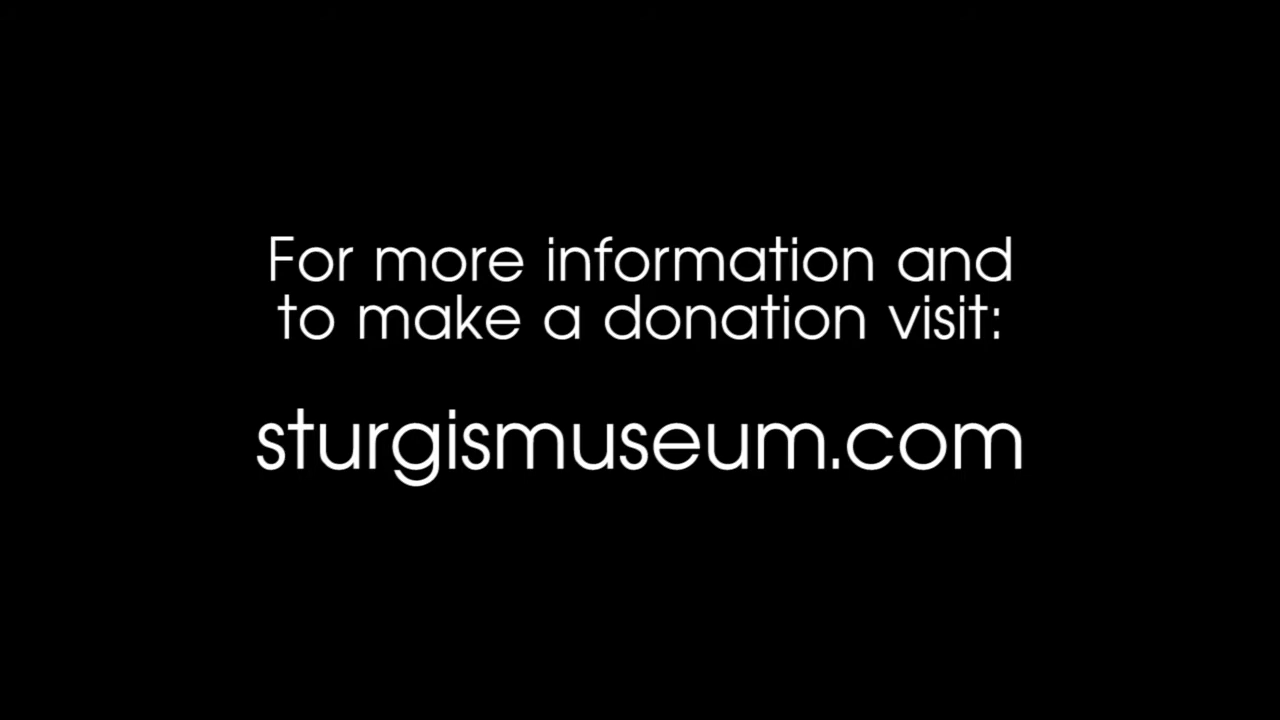 For more information and
to make a donation visit:
sturgismuseum.com